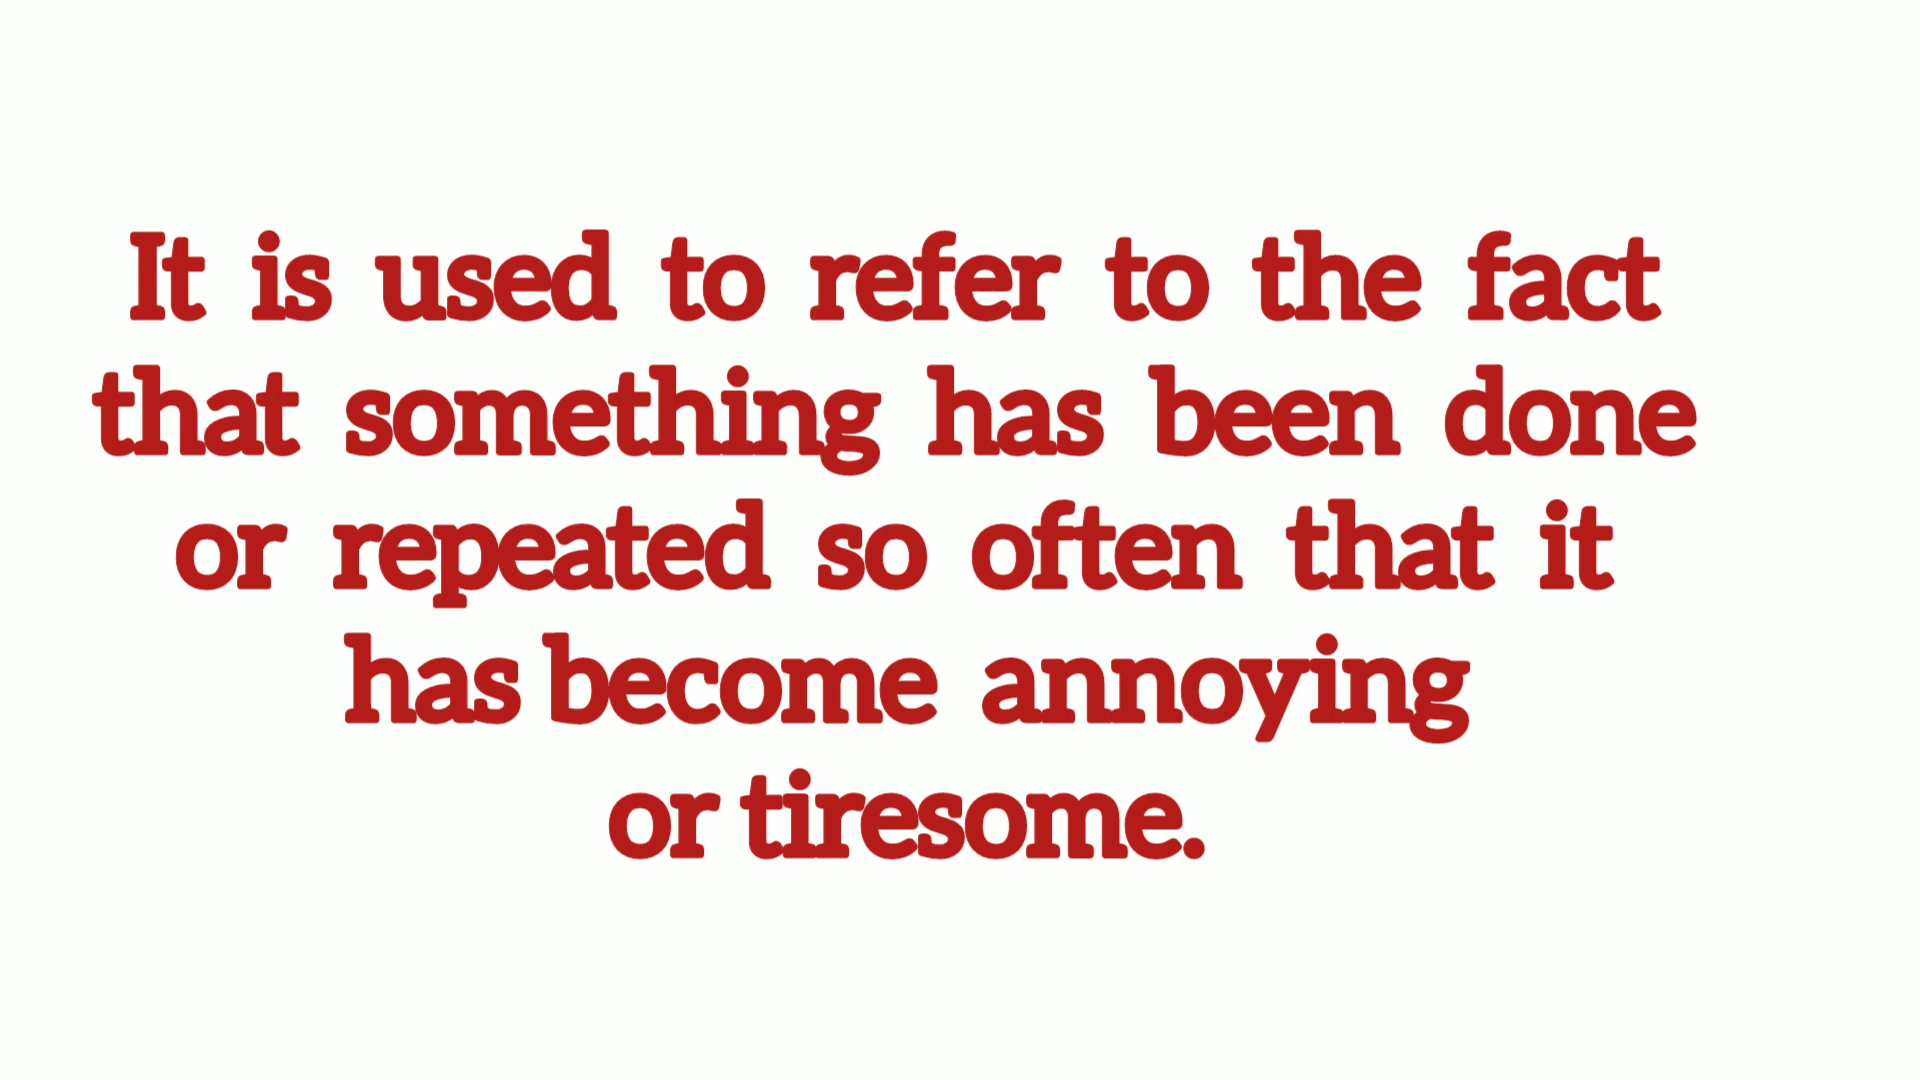 It is used to refer to the fact
that something has been done
or repeated so often that it
has become annoying
or tiresome.